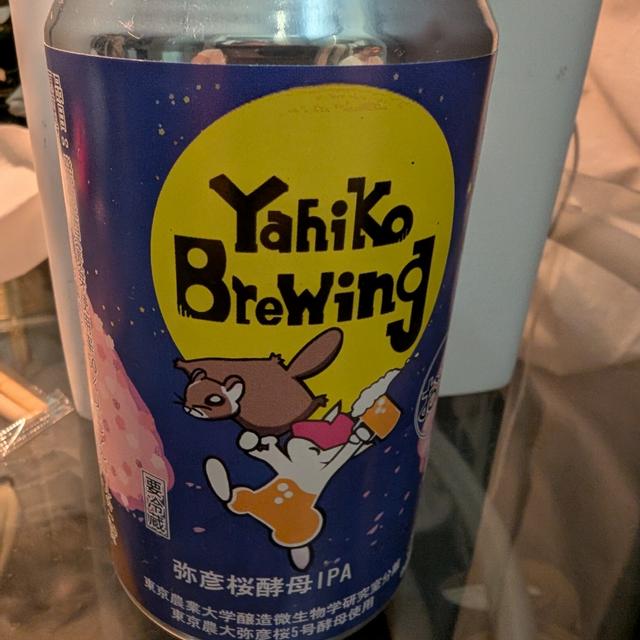 Yahiko
Brewing
要冷蔵
弥彦桜酵母IPA
東京農業大学醸造微生物学研究室分離
東京農大弥彦桜5号酵母使用